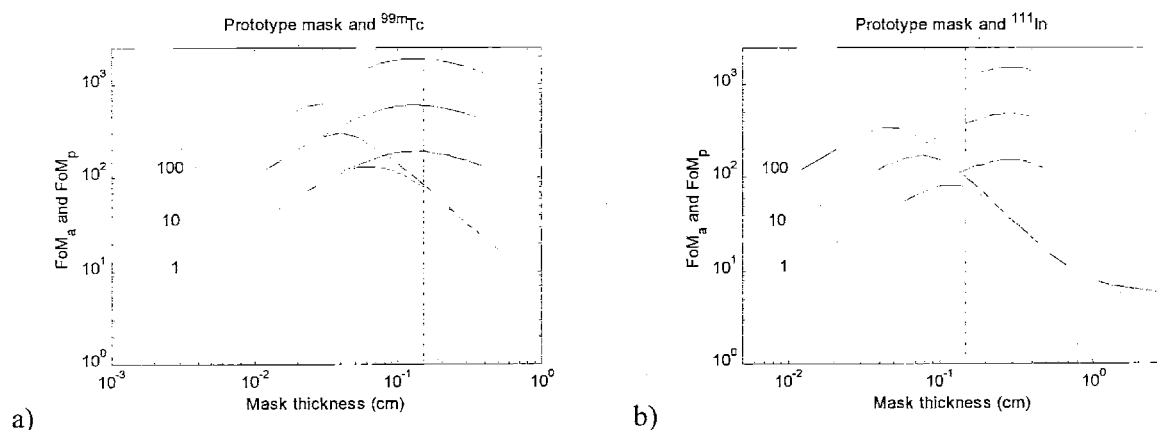 Prototype mask and ⁹⁹ᵐTc
FoMₐ and FoMₚ
10³
10²
10¹
10⁰
100
10
1
10⁻³
10⁻²
10⁻¹
10⁰
Mask thickness (cm)
a)
Prototype mask and ¹¹¹In
FoMₐ and FoMₚ
10³
10²
10¹
10⁰
100
10
1
10⁻²
10⁻¹
10⁰
Mask thickness (cm)
b)